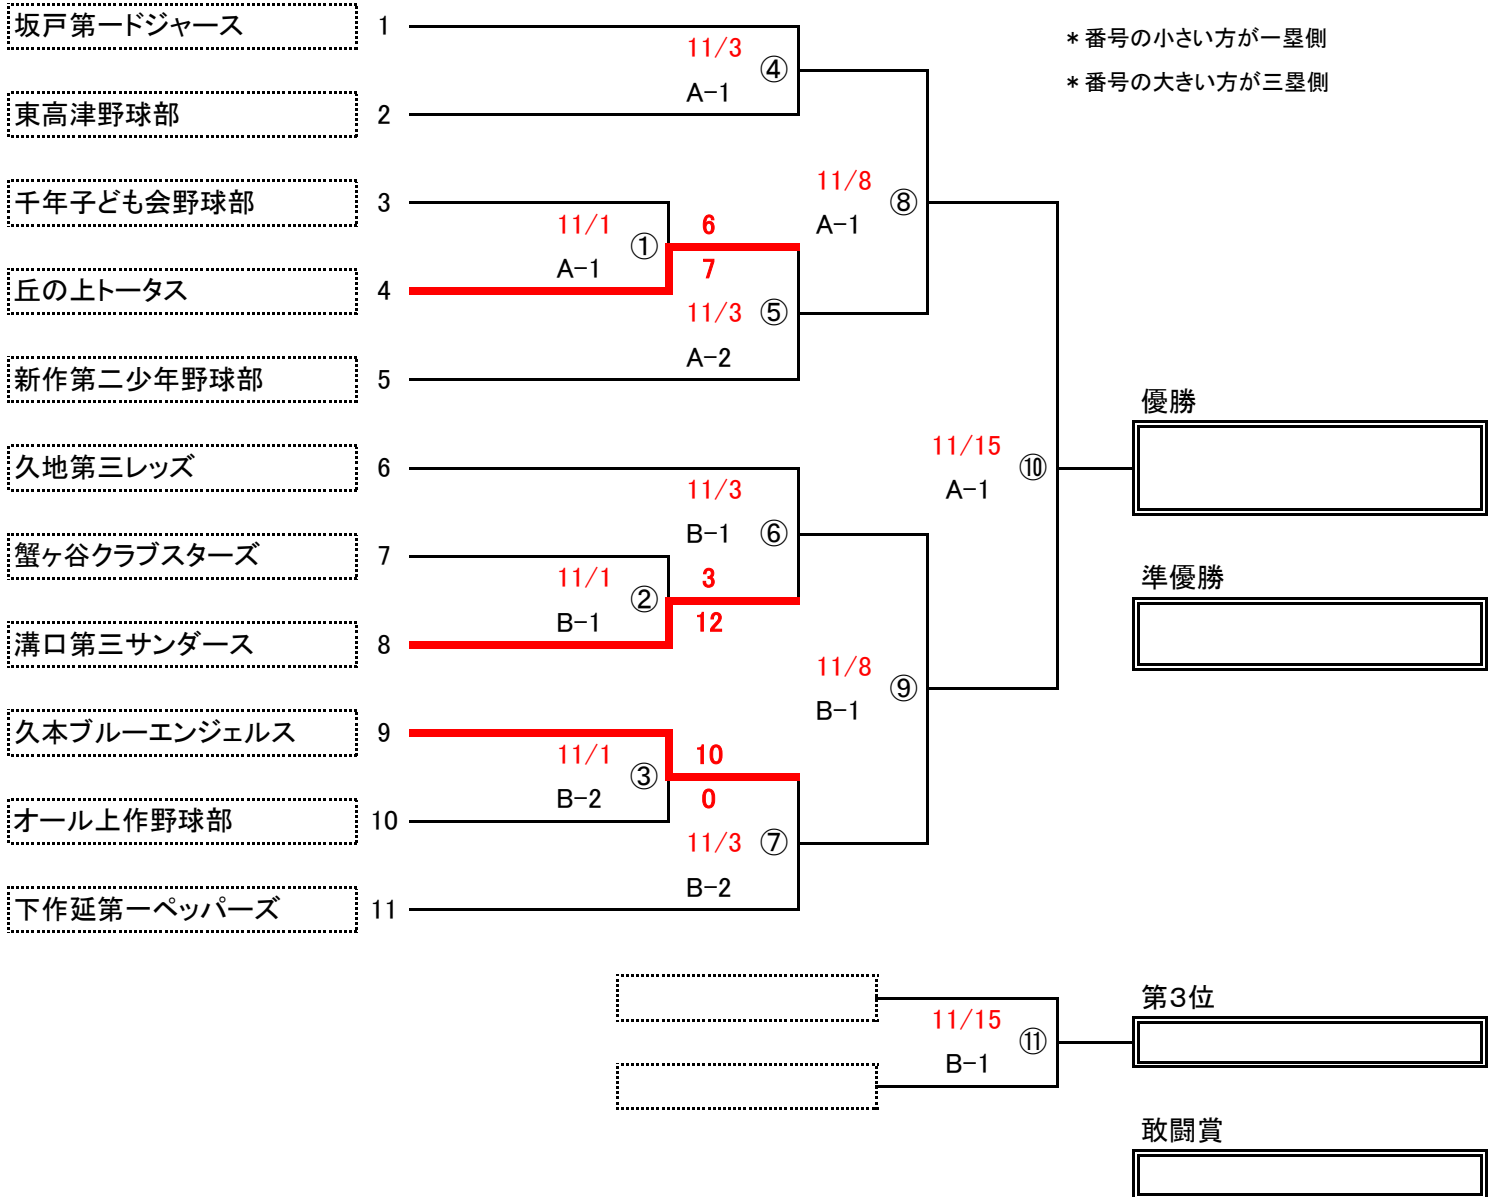 坂戸第一ドジャース 1
11/3 ④
A-1
＊番号の小さい方が一塁側
＊番号の大きい方が三塁側
東高津野球部 2
千年子ども会野球部 3
11/1 ①
A-1
6
7
11/8 ⑧
A-1
丘の上トータス 4
11/3 ⑤
A-2
新作第二少年野球部 5
優勝
久地第三レッズ 6
11/3
B-1 ⑥
11/15 ⑩
A-1
蟹ヶ谷クラブスターズ 7
11/1 ②
B-1
3
12
準優勝
溝口第三サンダース 8
11/8 ⑨
B-1
久本ブルーエンジェルス 9
11/1 ③
B-2
10
0
オール上作野球部 10
11/3 ⑦
B-2
下作延第一ペッパーズ 11
第3位
11/15 ⑪
B-1
敢闘賞